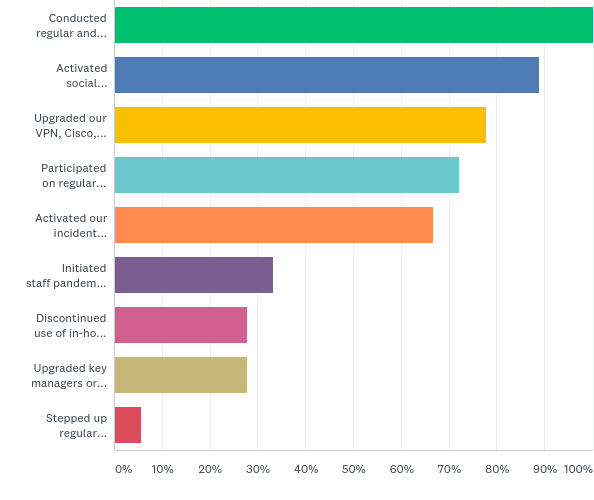 Conducted
regular and...
Activated
social...
Upgraded our
VPN, Cisco,...
Participated
on regular...
Activated our
incident...
Initiated
staff pandem...
Discontinued
use of in-ho...
Upgraded key
managers or...
Stepped up
regular...
0% 10% 20% 30% 40% 50% 60% 70% 80% 90% 100%